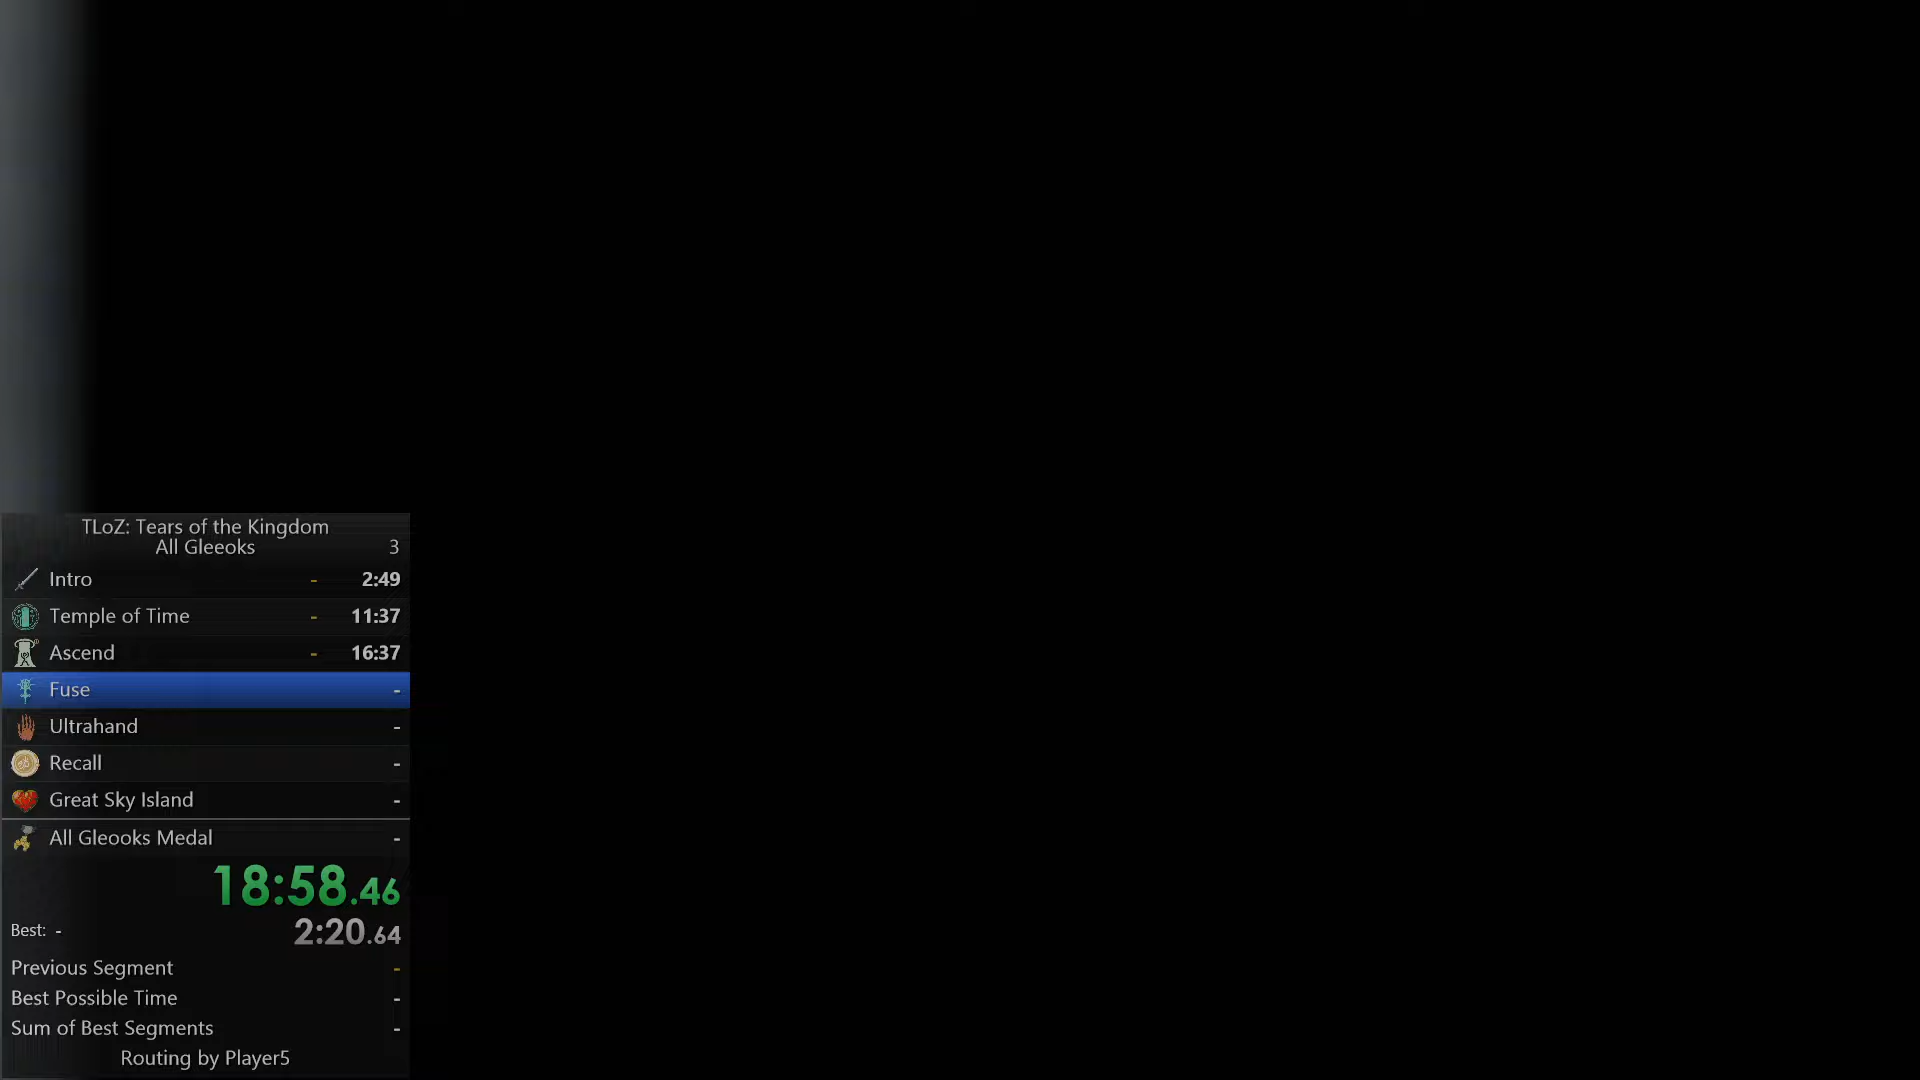 TLoZ: Tears of the Kingdom
All Gleeoks 3
Intro - 2:49
Temple of Time - 11:37
Ascend - 16:37
Fuse -
Ultrahand -
Recall -
Great Sky Island -
All Gleooks Medal -
18:58.46
Best: - 2:20.64
Previous Segment -
Best Possible Time -
Sum of Best Segments -
Routing by Player5